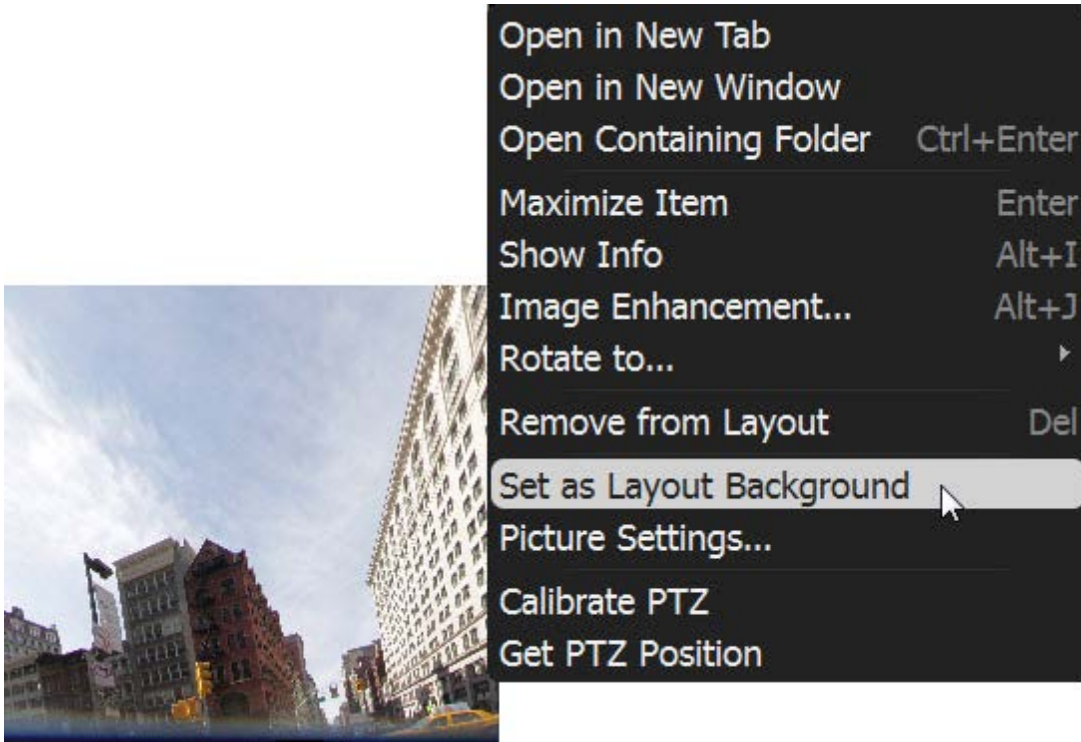 Open in New Tab
Open in New Window
Open Containing Folder Ctrl+Enter
Maximize Item Enter
Show Info Alt+I
Image Enhancement... Alt+J
Rotate to...
Remove from Layout Del
Set as Layout Background
Picture Settings...
Calibrate PTZ
Get PTZ Position